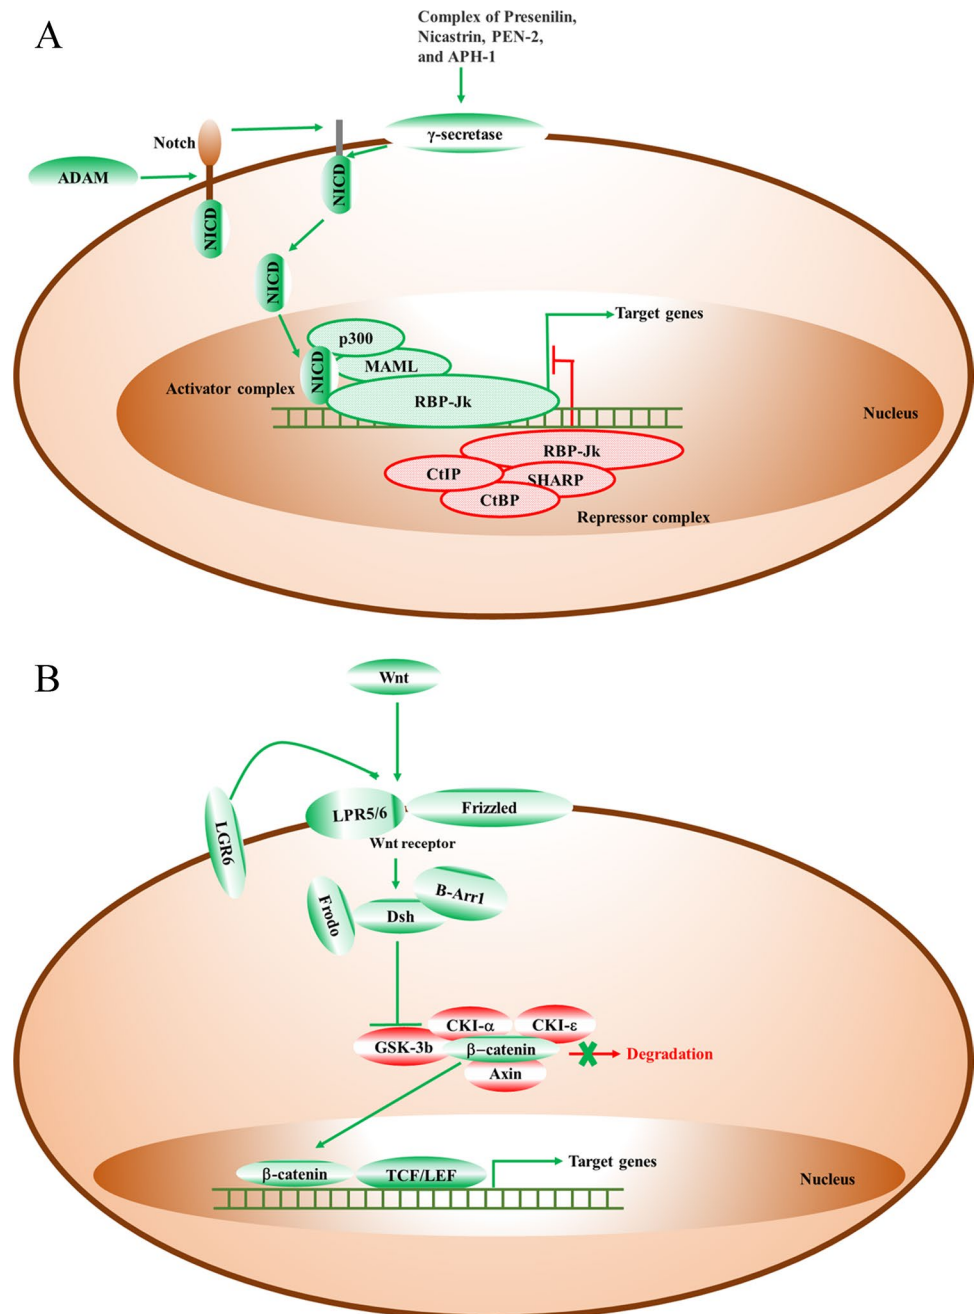 A
Complex of Presenilin,
Nicastrin, PEN-2,
and APH-1
γ-secretase
Notch
ADAM
NICD
NICD
NICD
NICD
p300
MAML
RBP-Jk
Activator complex
Target genes
Nucleus
RBP-Jk
CtIP
SHARP
CtBP
Repressor complex
B
Wnt
LGR6
LPR5/6
Frizzled
Wnt receptor
Frodo
Dsh
B-Arr1
CKI-α
CKI-ε
GSK-3b
β-catenin
Axin
Degradation
β-catenin
TCF/LEF
Target genes
Nucleus